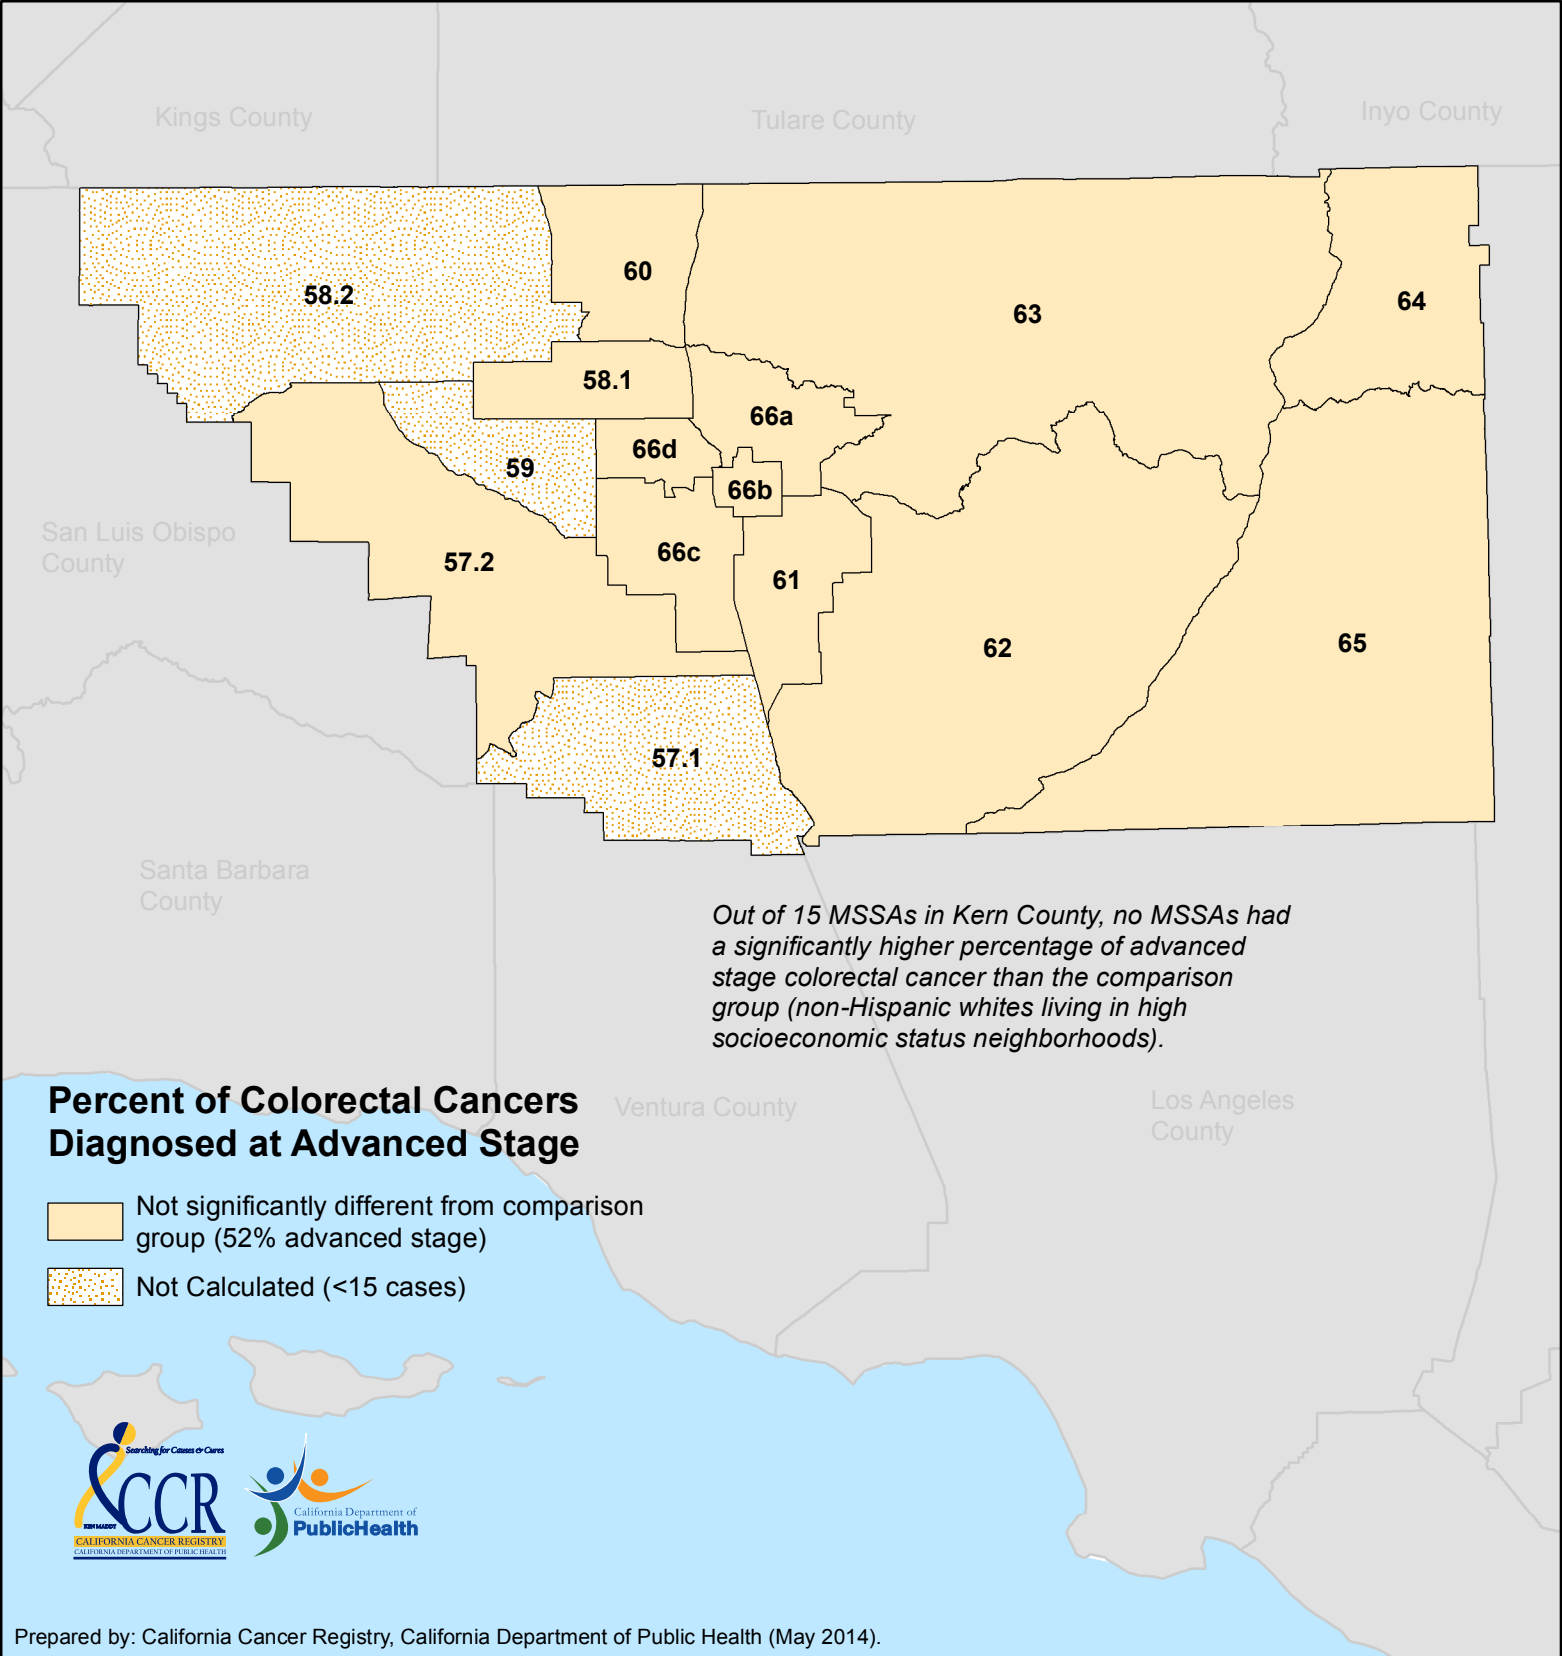 Kings County
Tulare County
Inyo County
58.2
60
63
64
58.1
66a
66d
59
66b
San Luis Obispo
County
57.2
66c
61
62
65
57.1
Santa Barbara
County
Out of 15 MSSAs in Kern County, no MSSAs had
a significantly higher percentage of advanced
stage colorectal cancer than the comparison
group (non-Hispanic whites living in high
socioeconomic status neighborhoods).
Percent of Colorectal Cancers
Diagnosed at Advanced Stage
Ventura County
Los Angeles
County
Not significantly different from comparison
group (52% advanced stage)
Not Calculated (<15 cases)
Searching for Causes & Cures
KEN MADDY
CCR
CALIFORNIA CANCER REGISTRY
CALIFORNIA DEPARTMENT OF PUBLIC HEALTH
California Department of
PublicHealth
Prepared by: California Cancer Registry, California Department of Public Health (May 2014).